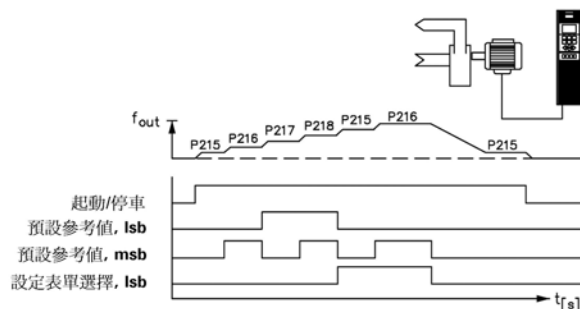 f out
P215 P216 P217 P218 P215 P216 P215
起動/停車
預設參考值, lsb
預設參考值, msb
設定表單選擇, lsb
t[s]